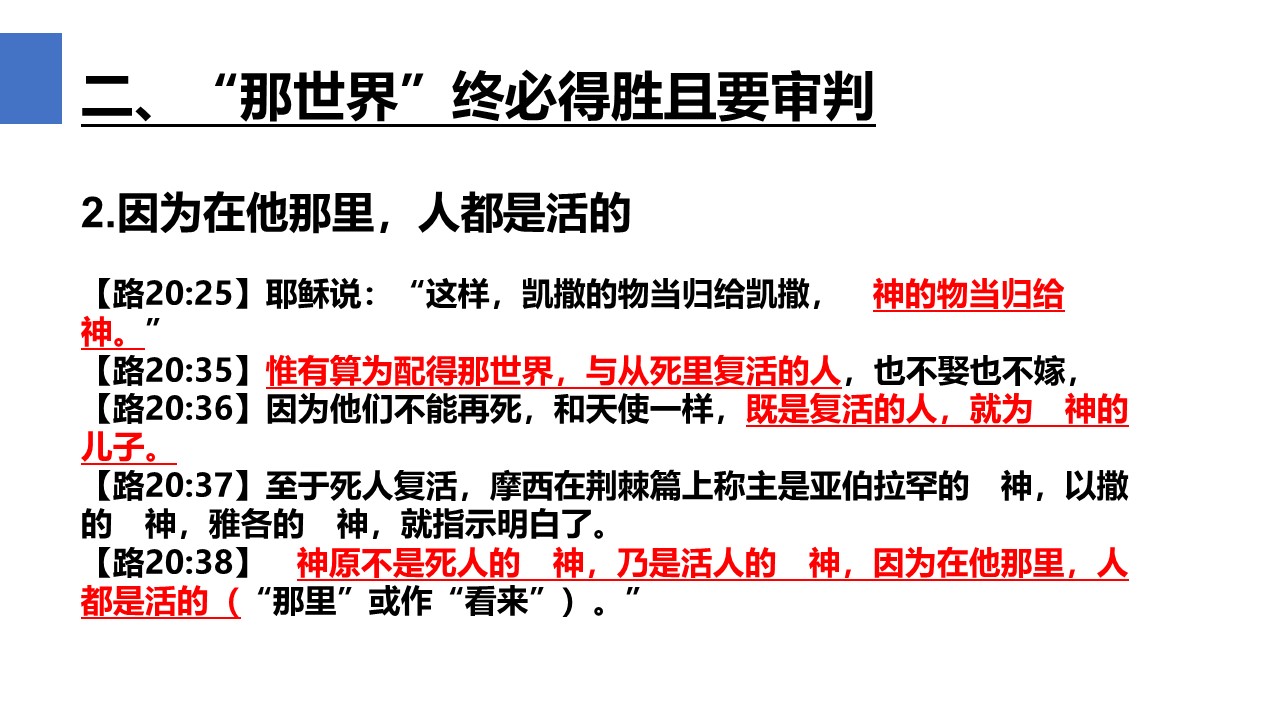 二、“那世界”终必得胜且要审判
2.因为在他那里，人都是活的
【路20:25】耶稣说：“这样，凯撒的物当归给凯撒，　神的物当归给
神。”
【路20:35】惟有算为配得那世界，与从死里复活的人，也不娶也不嫁，
【路20:36】因为他们不能再死，和天使一样，既是复活的人，就为　神的
儿子。
【路20:37】至于死人复活，摩西在荆棘篇上称主是亚伯拉罕的　神，以撒
的　神，雅各的　神，就指示明白了。
【路20:38】　神原不是死人的　神，乃是活人的　神，因为在他那里，人
都是活的（“那里”或作“看来”）。”